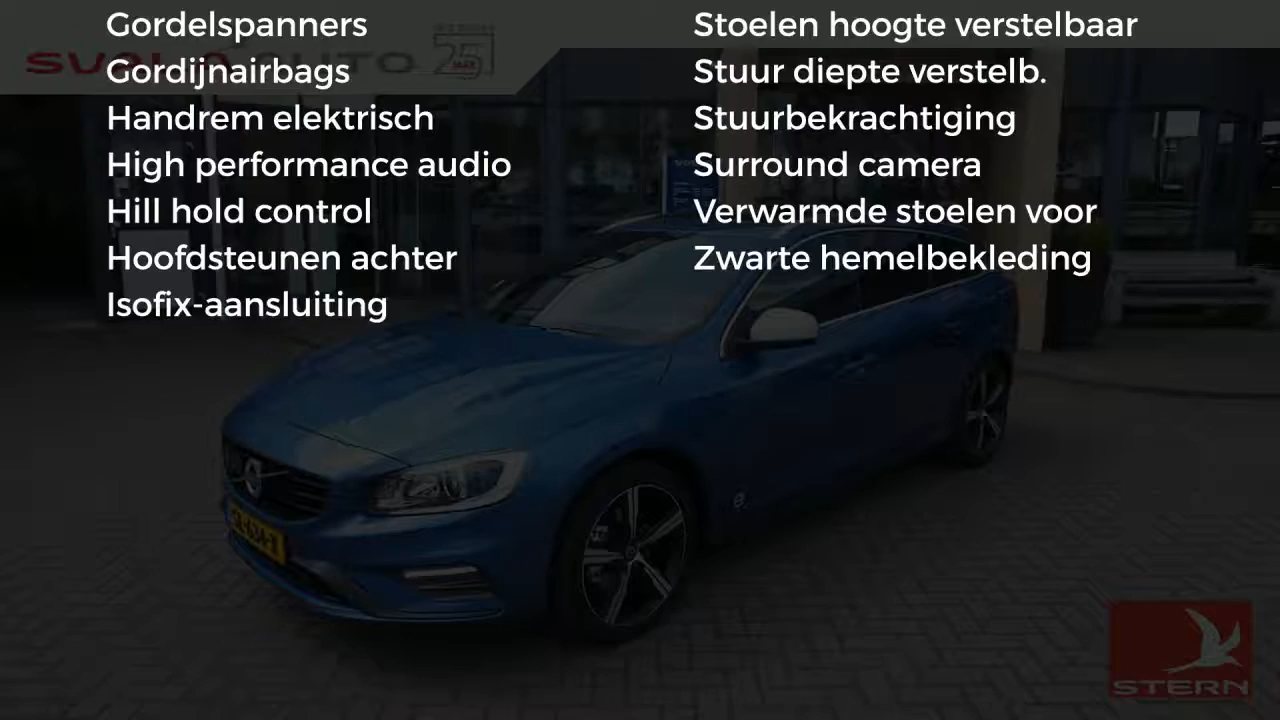 Gordelspanners
Gordijnairbags
Handrem elektrisch
High performance audio
Hill hold control
Hoofdsteunen achter
Isofix-aansluiting
Stoelen hoogte verstelbaar
Stuur diepte verstelb.
Stuurbekrachtiging
Surround camera
Verwarmde stoelen voor
Zwarte hemelbekleding
25
STERN